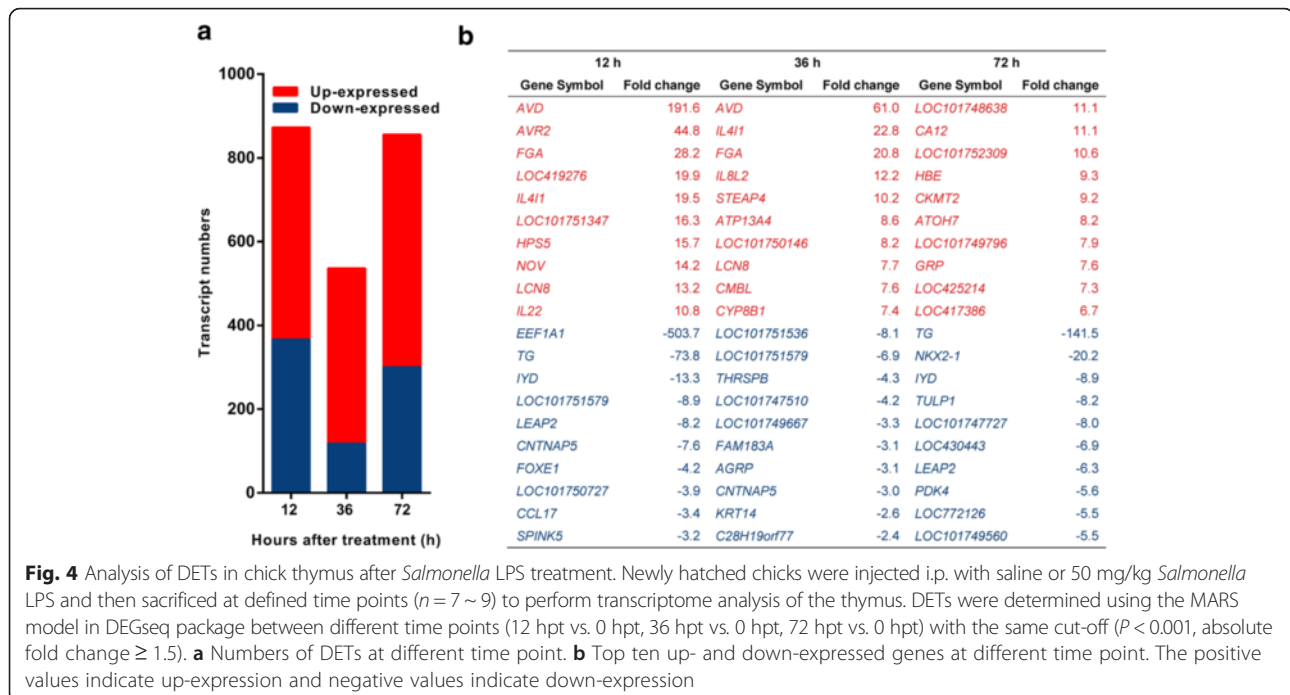 a
1000
Up-expressed
Down-expressed
800
600
400
200
0
Transcript numbers
12 36 72
Hours after treatment (h)
b
12 h 36 h 72 h
Gene Symbol Fold change Gene Symbol Fold change Gene Symbol Fold change
AVD 191.6 AVD 61.0 LOC101748638 11.1
AVR2 44.8 IL4I1 22.8 CA12 11.1
FGA 28.2 FGA 20.8 LOC101752309 10.6
LOC419276 19.9 IL8L2 12.2 HBE 9.3
IL4I1 19.5 STEAP4 10.2 CKMT2 9.2
LOC101751347 16.3 ATP13A4 8.6 ATOH7 8.2
HPS5 15.7 LOC101750146 8.2 LOC101749796 7.9
NOV 14.2 LCN8 7.7 GRP 7.6
LCN8 13.2 CMBL 7.6 LOC425214 7.3
IL22 10.8 CYP8B1 7.4 LOC417386 6.7
EEF1A1 -503.7 LOC101751536 -8.1 TG -141.5
TG -73.8 LOC101751579 -6.9 NKX2-1 -20.2
IYD -13.3 THRSPB -4.3 IYD -8.9
LOC101751579 -8.9 LOC101747510 -4.2 TULP1 -8.2
LEAP2 -8.2 LOC101749667 -3.3 LOC101747727 -8.0
CNTNAP5 -7.6 FAM183A -3.1 LOC430443 -6.9
FOXE1 -4.2 AGRP -3.1 LEAP2 -6.3
LOC101750727 -3.9 CNTNAP5 -3.0 PDK4 -5.6
CCL17 -3.4 KRT14 -2.6 LOC772126 -5.5
SPINK5 -3.2 C28H19orf77 -2.4 LOC101749560 -5.5
Fig. 4 Analysis of DETs in chick thymus after Salmonella LPS treatment. Newly hatched chicks were injected i.p. with saline or 50 mg/kg Salmonella
LPS and then sacrificed at defined time points (n = 7 ~ 9) to perform transcriptome analysis of the thymus. DETs were determined using the MARS
model in DEGseq package between different time points (12 hpt vs. 0 hpt, 36 hpt vs. 0 hpt, 72 hpt vs. 0 hpt) with the same cut-off (P < 0.001, absolute
fold change ≥ 1.5). a Numbers of DETs at different time point. b Top ten up- and down-expressed genes at different time point. The positive
values indicate up-expression and negative values indicate down-expression